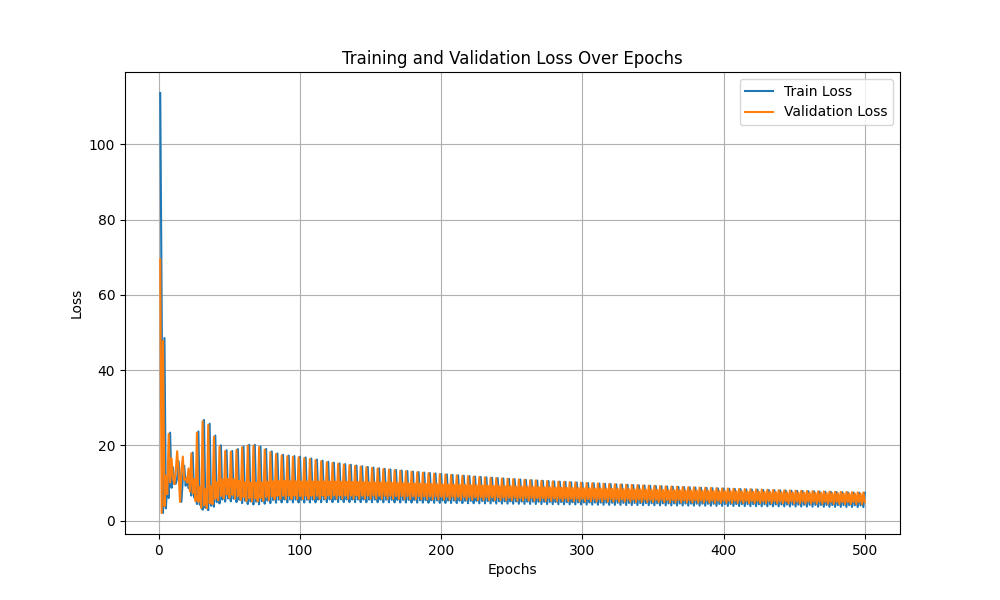 Training and Validation Loss Over Epochs
Train Loss
Validation Loss
100
80
60
40
20
0
Loss
0 100 200 300 400 500
Epochs